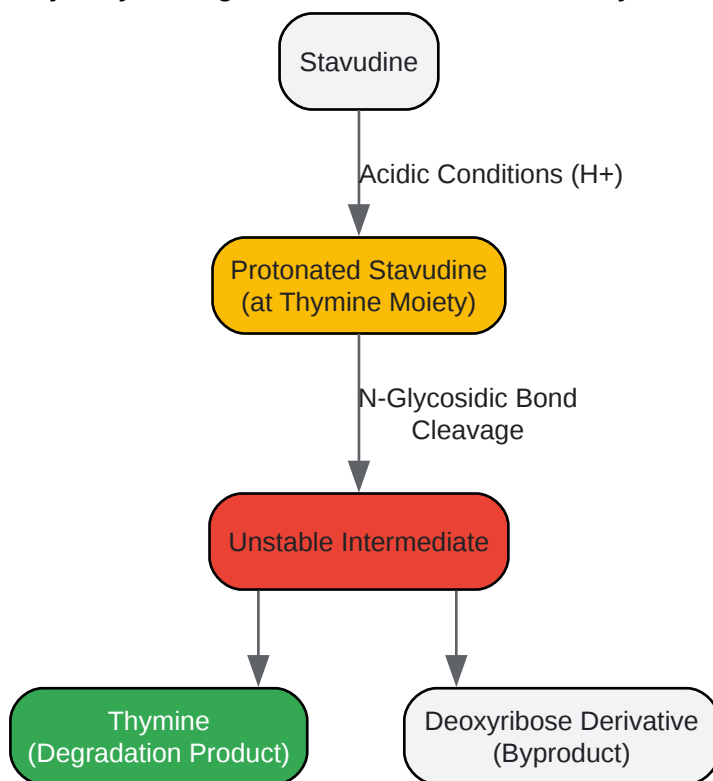 Stavudine
Acidic Conditions (H+)
Protonated Stavudine
(at Thymine Moiety)
N-Glycosidic Bond
Cleavage
Unstable Intermediate
Thymine
(Degradation Product)
Deoxyribose Derivative
(Byproduct)